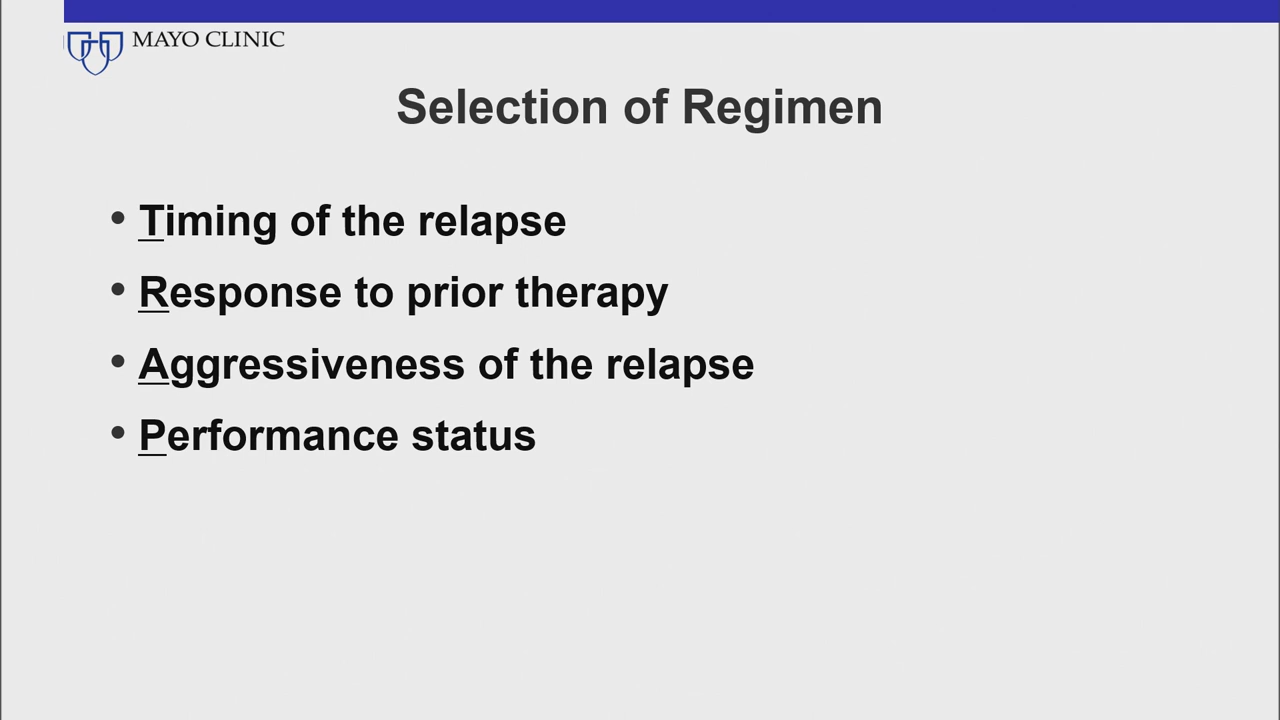 MAYO CLINIC
Selection of Regimen
• Timing of the relapse
• Response to prior therapy
• Aggressiveness of the relapse
• Performance status